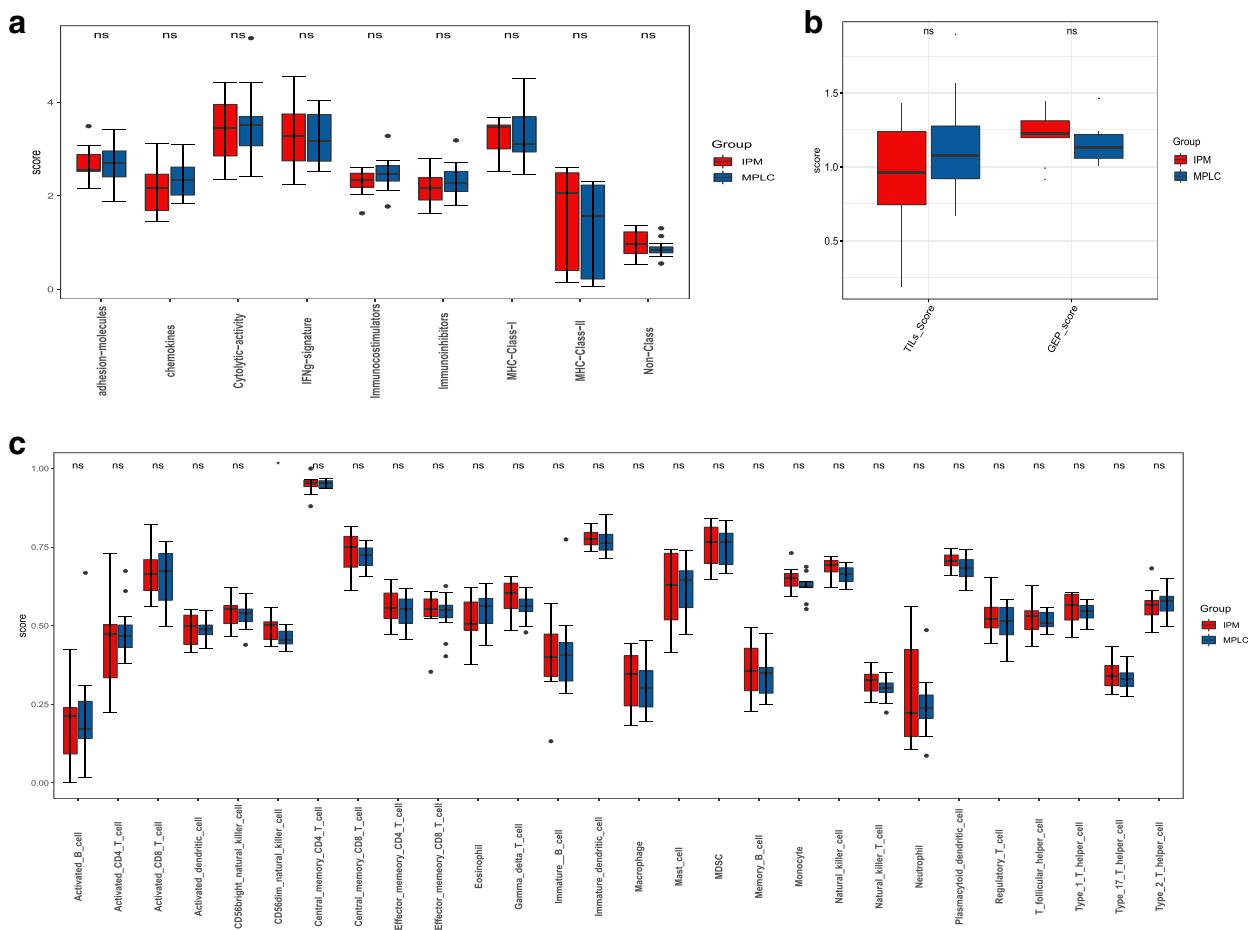 a
ns ns ns ns ns ns ns ns ns
4
2
0
score
adhesion−molecules
chemokines
Cytolytic−activity
IFNg−signature
Immunocostimulators
Immunoinhibitors
MHC−Class−I
MHC−Class−II
Non−Class
Group
IPM
MPLC
b
ns ns
1.5
1.0
0.5
score
TILs_Score
GEP_score
Group
IPM
MPLC
c
ns ns ns ns ns * ns ns ns ns ns ns ns ns ns ns ns ns ns ns ns ns ns ns ns ns ns ns
1.00
0.75
0.50
0.25
0.00
score
Activated_B_cell
Activated_CD4_T_cell
Activated_CD8_T_cell
Activated_dendritic_cell
CD56bright_natural_killer_cell
CD56dim_natural_killer_cell
Central_memory_CD4_T_cell
Central_memory_CD8_T_cell
Effector_memeory_CD4_T_cell
Effector_memeory_CD8_T_cell
Eosinophil
Gamma_delta_T_cell
Immature__B_cell
Immature_dendritic_cell
Macrophage
Mast_cell
MDSC
Memory_B_cell
Monocyte
Natural_killer_cell
Natural_killer_T_cell
Neutrophil
Plasmacytoid_dendritic_cell
Regulatory_T_cell
T_follicular_helper_cell
Type_1_T_helper_cell
Type_17_T_helper_cell
Type_2_T_helper_cell
Group
IPM
MPLC